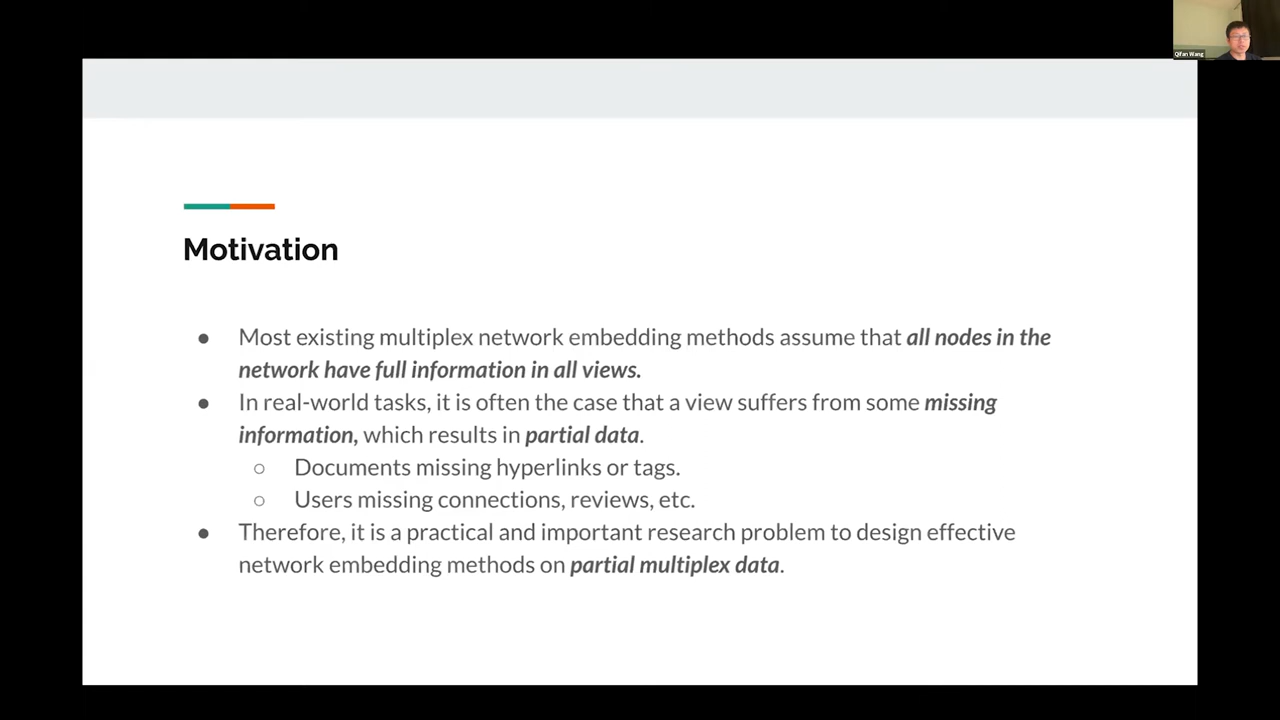 Qifan Wang
Motivation
● Most existing multiplex network embedding methods assume that all nodes in the
network have full information in all views.
● In real-world tasks, it is often the case that a view suffers from some missing
information, which results in partial data.
○ Documents missing hyperlinks or tags.
○ Users missing connections, reviews, etc.
● Therefore, it is a practical and important research problem to design effective
network embedding methods on partial multiplex data.